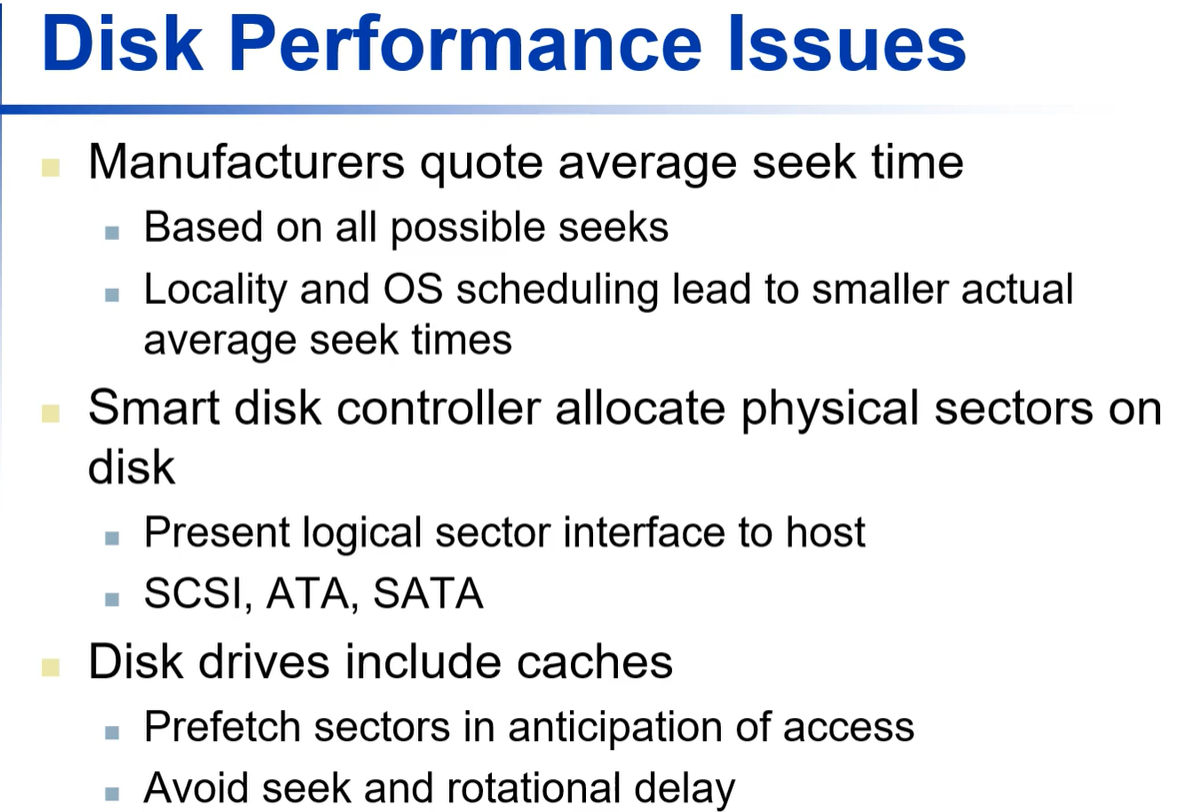 Disk Performance Issues
Manufacturers quote average seek time
Based on all possible seeks
Locality and OS scheduling lead to smaller actual
average seek times
Smart disk controller allocate physical sectors on
disk
Present logical sector interface to host
SCSI, ATA, SATA
Disk drives include caches
Prefetch sectors in anticipation of access
Avoid seek and rotational delay